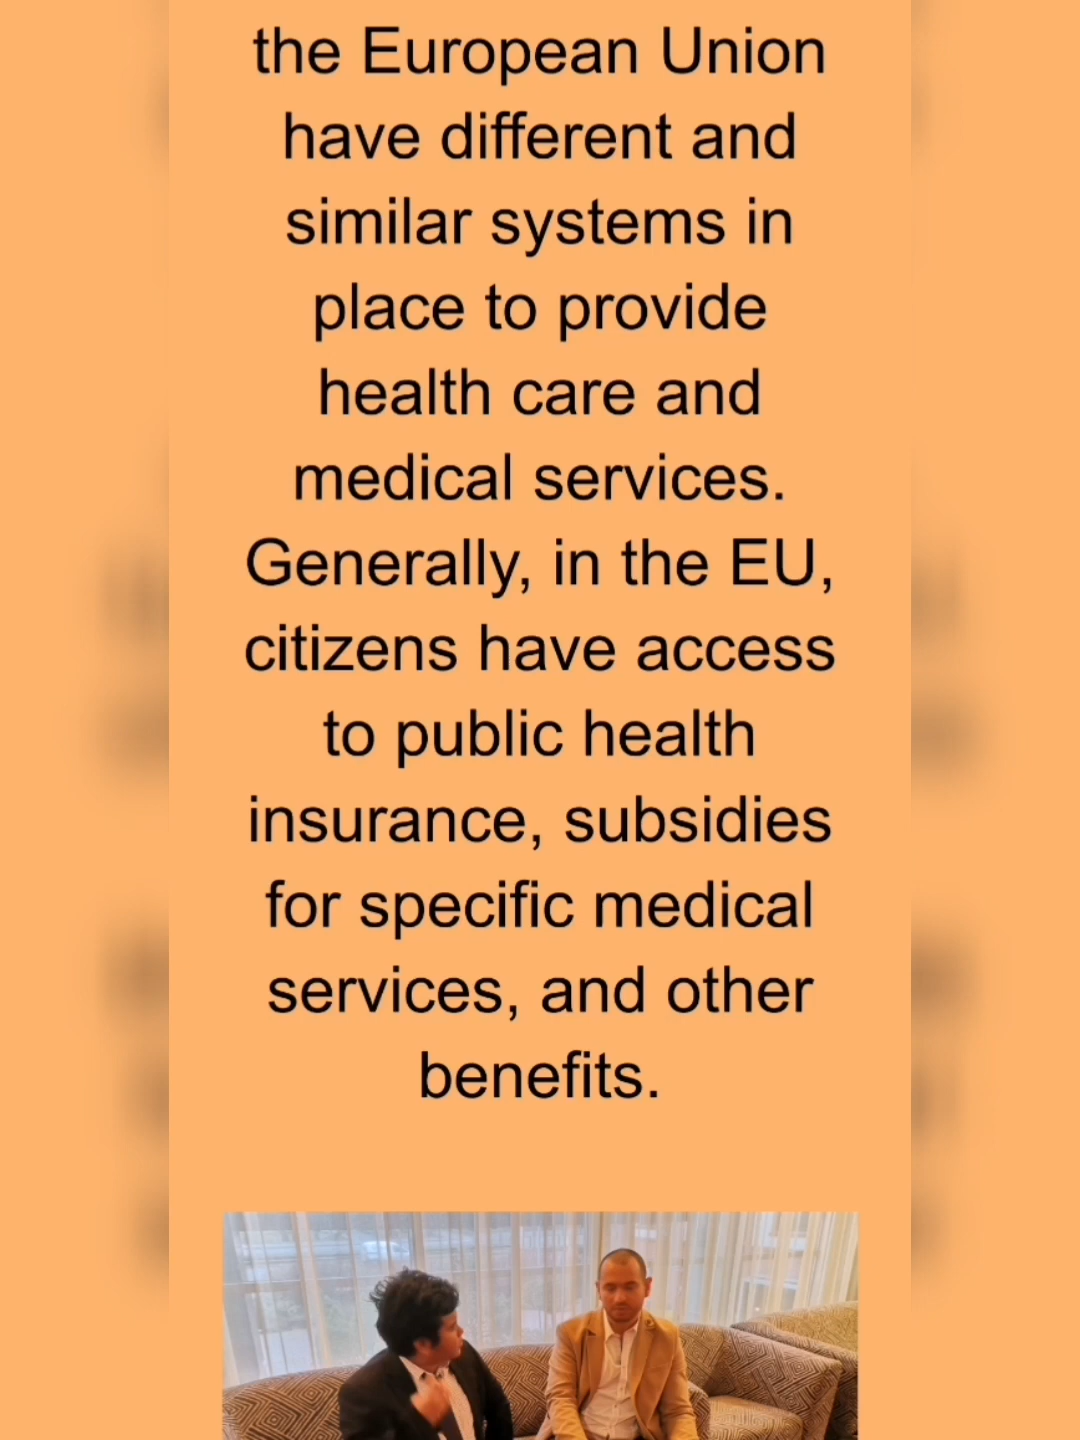 the European Union
have different and
similar systems in
place to provide
health care and
medical services.
Generally, in the EU,
citizens have access
to public health
insurance, subsidies
for specific medical
services, and other
benefits.